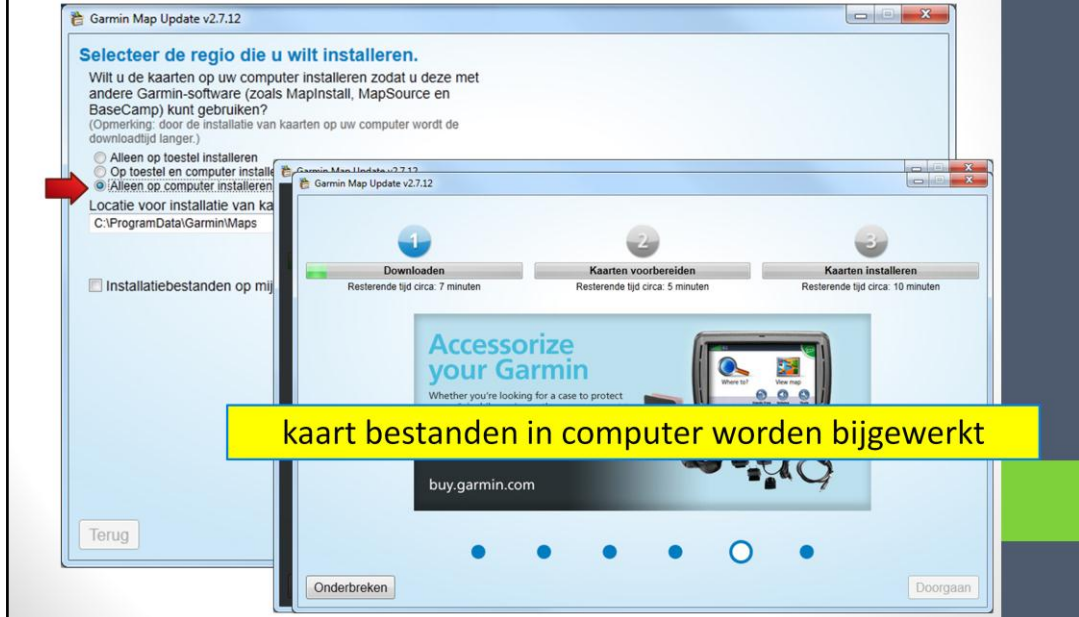 Garmin Map Update v2.7.12
Selecteer de regio die u wilt installeren.
Wilt u de kaarten op uw computer installeren zodat u deze met
andere Garmin-software (zoals MapInstall, MapSource en
BaseCamp) kunt gebruiken?
(Opmerking: door de installatie van kaarten op uw computer wordt de
downloadtijd langer.)
Alleen op toestel installeren
Op toestel en computer installe
Alleen op computer installeren
Locatie voor installatie van ka
C:\ProgramData\Garmin\Maps
Installatiebestanden op mij
Terug
Garmin Map Update v2.7.12
Garmin Map Update v2.7.12
1 2 3
Downloaden Kaarten voorbereiden Kaarten installeren
Resterende tijd circa: 7 minuten Resterende tijd circa: 5 minuten Resterende tijd circa: 10 minuten
Accessorize
your Garmin
Whether you're looking for a case to protect
Where to? View map
kaart bestanden in computer worden bijgewerkt
buy.garmin.com
Onderbreken Doorgaan